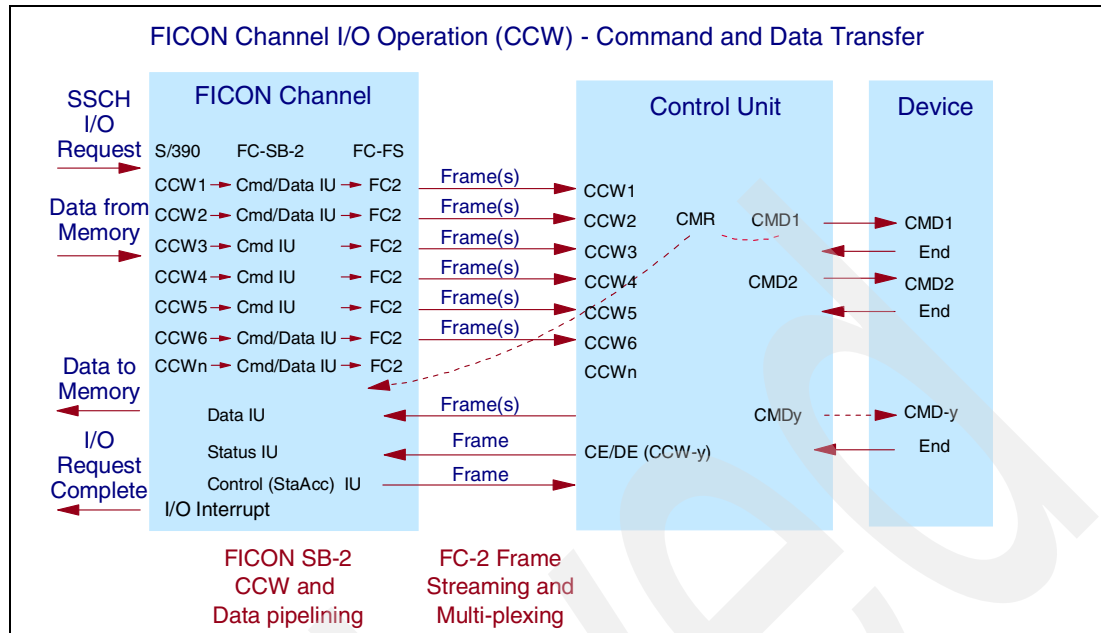 FICON Channel I/O Operation (CCW) - Command and Data Transfer
SSCH
I/O
Request
Data from
Memory
Data to
Memory
I/O
Request
Complete
FICON Channel
S/390 FC-SB-2 FC-FS
CCW1 Cmd/Data IU FC2
CCW2 Cmd/Data IU FC2
CCW3 Cmd IU FC2
CCW4 Cmd IU FC2
CCW5 Cmd IU FC2
CCW6 Cmd/Data IU FC2
CCWn Cmd/Data IU FC2
Data IU
Status IU
Control (StaAcc) IU
I/O Interrupt
Frame(s)
Frame(s)
Frame(s)
Frame(s)
Frame(s)
Frame(s)
Frame(s)
Frame
Frame
Control Unit
CCW1
CCW2 CMR CMD1
CCW3
CCW4 CMD2
CCW5
CCW6
CCWn
CMDy
CE/DE (CCW-y)
Device
CMD1
End
CMD2
End
CMD-y
End
FICON SB-2
CCW and
Data pipelining
FC-2 Frame
Streaming and
Multi-plexing